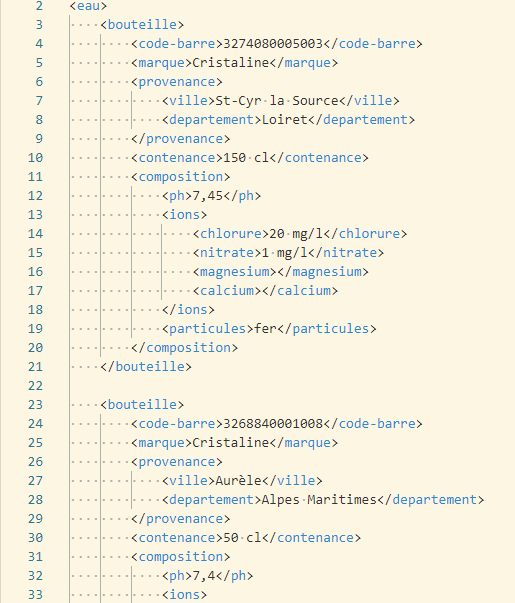 2 <eau>
3 <bouteille>
4 <code-barre>3274080005003</code-barre>
5 <marque>Cristaline</marque>
6 <provenance>
7 <ville>St-Cyr la Source</ville>
8 <departement>Loiret</departement>
9 </provenance>
10 <contenance>150 cl</contenance>
11 <composition>
12 <ph>7,45</ph>
13 <ions>
14 <chlorure>20 mg/l</chlorure>
15 <nitrate>1 mg/l</nitrate>
16 <magnesium></magnesium>
17 <calcium></calcium>
18 </ions>
19 <particules>fer</particules>
20 </composition>
21 </bouteille>
22
23 <bouteille>
24 <code-barre>3268840001008</code-barre>
25 <marque>Cristaline</marque>
26 <provenance>
27 <ville>Aurèle</ville>
28 <departement>Alpes Maritimes</departement>
29 </provenance>
30 <contenance>50 cl</contenance>
31 <composition>
32 <ph>7,4</ph>
33 <ions>